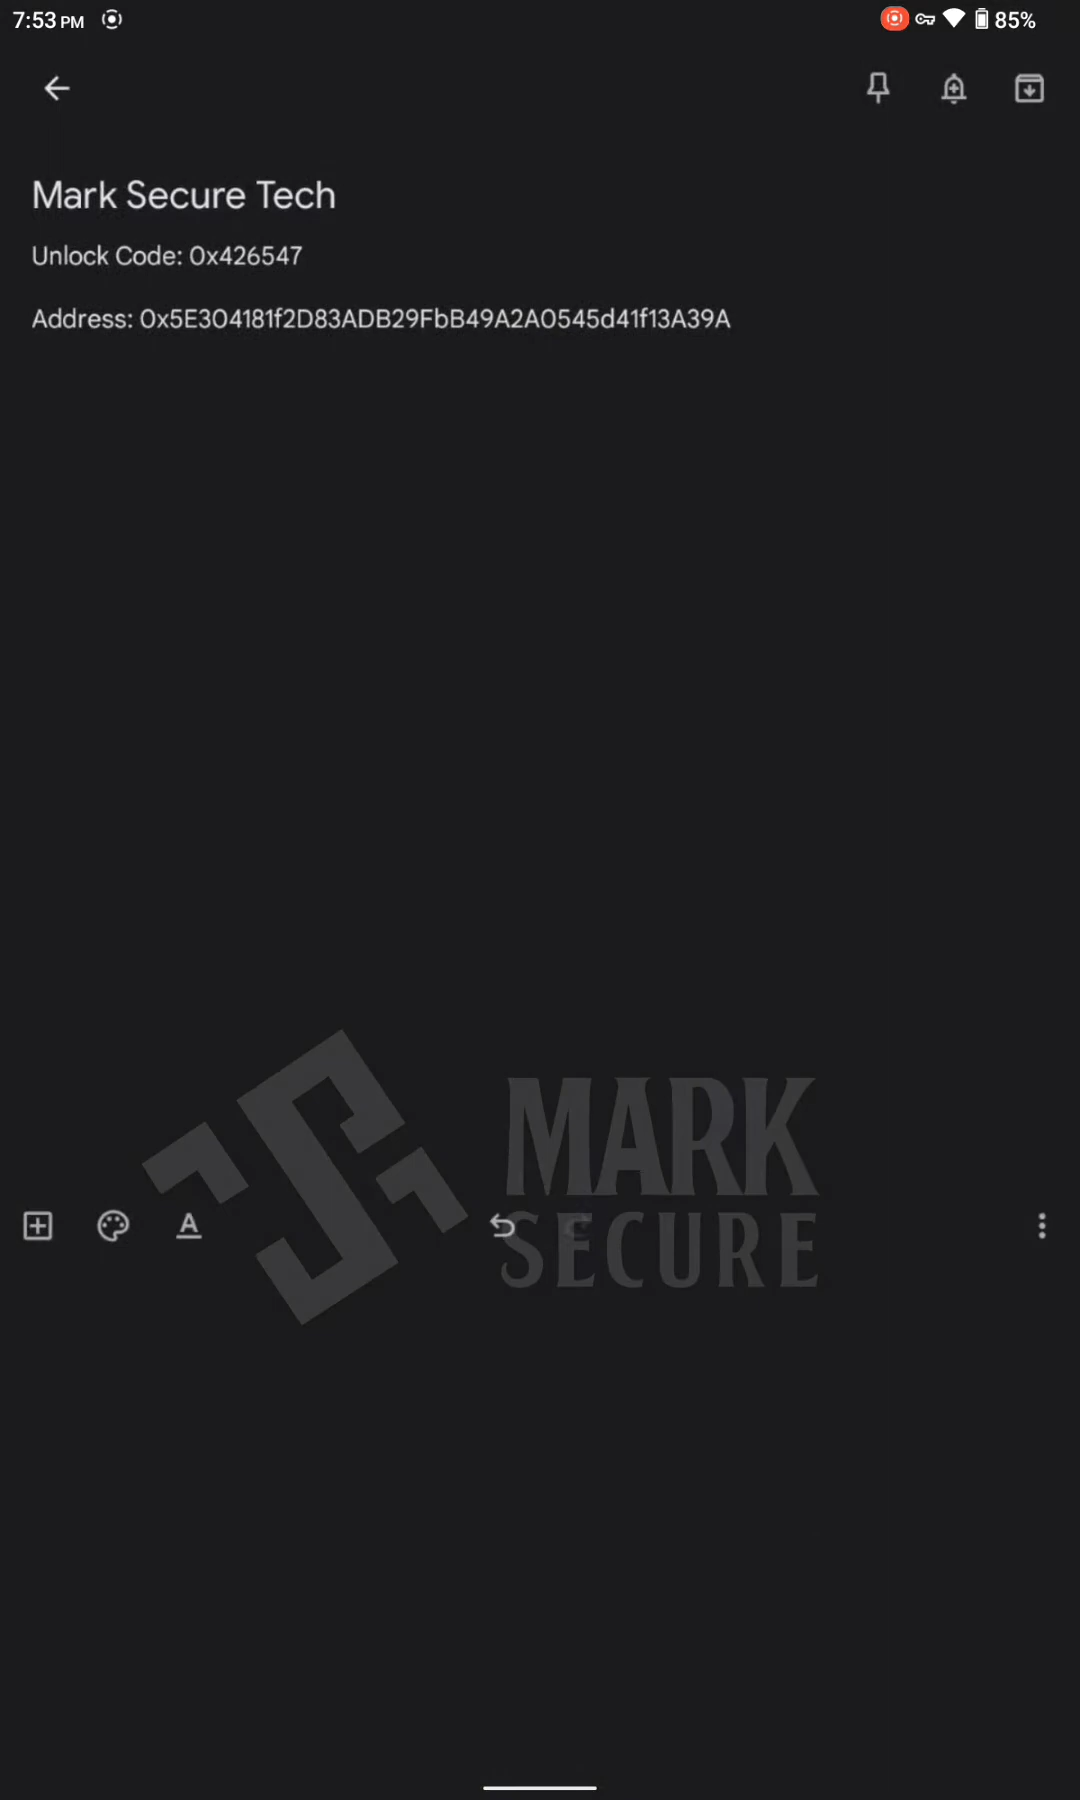 7:53 PM
85%
Mark Secure Tech
Unlock Code: 0x426547
Address: 0x5E304181f2D83ADB29FbB49A2A0545d41f13A39A
MARK
SECURE